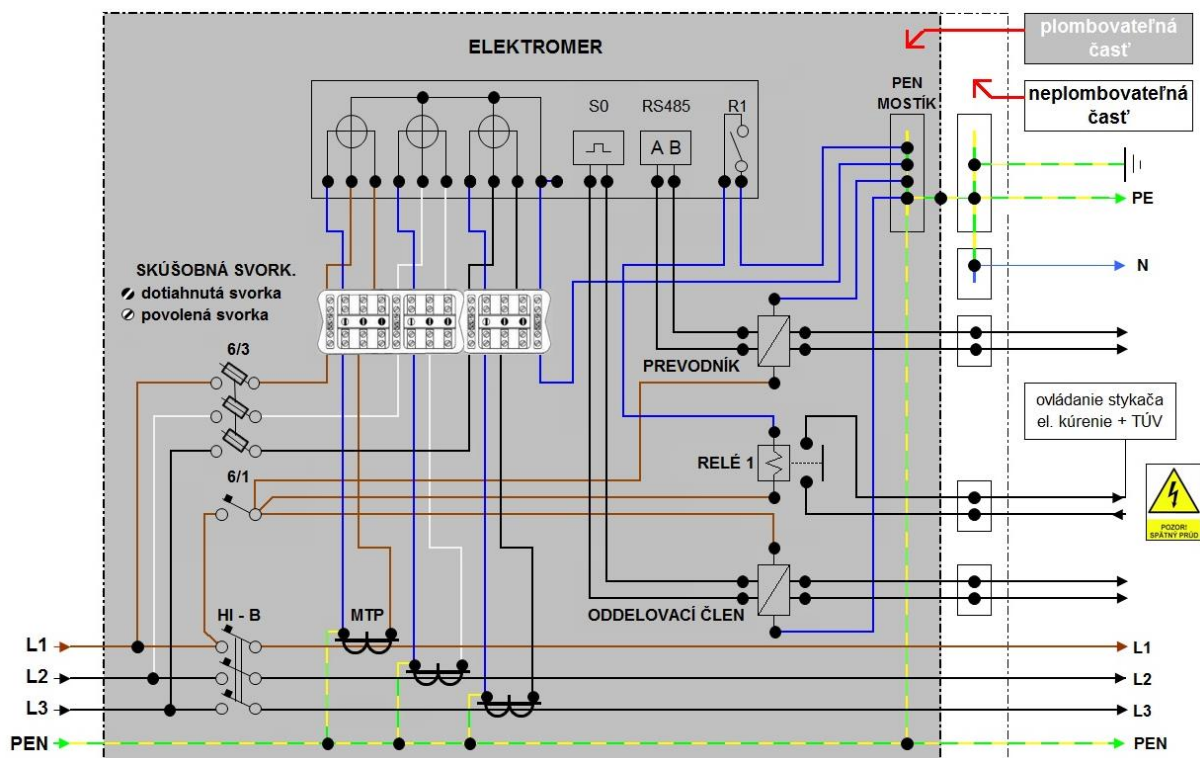 plombovateľná
časť
ELEKTROMER
neplombovateľná
časť
PEN
MOSTÍK
S0
RS485
R1
A B
PE
N
SKÚŠOBNÁ SVORK.
dotiahnutá svorka
povolená svorka
6/3
PREVODNÍK
ovládanie stykača
el. kúrenie + TÚV
RELÉ 1
6/1
POZOR!
SPÄTNÝ PRÚD
HI - B
MTP
ODDELOVACÍ ČLEN
L1
L1
L2
L2
L3
L3
PEN
PEN